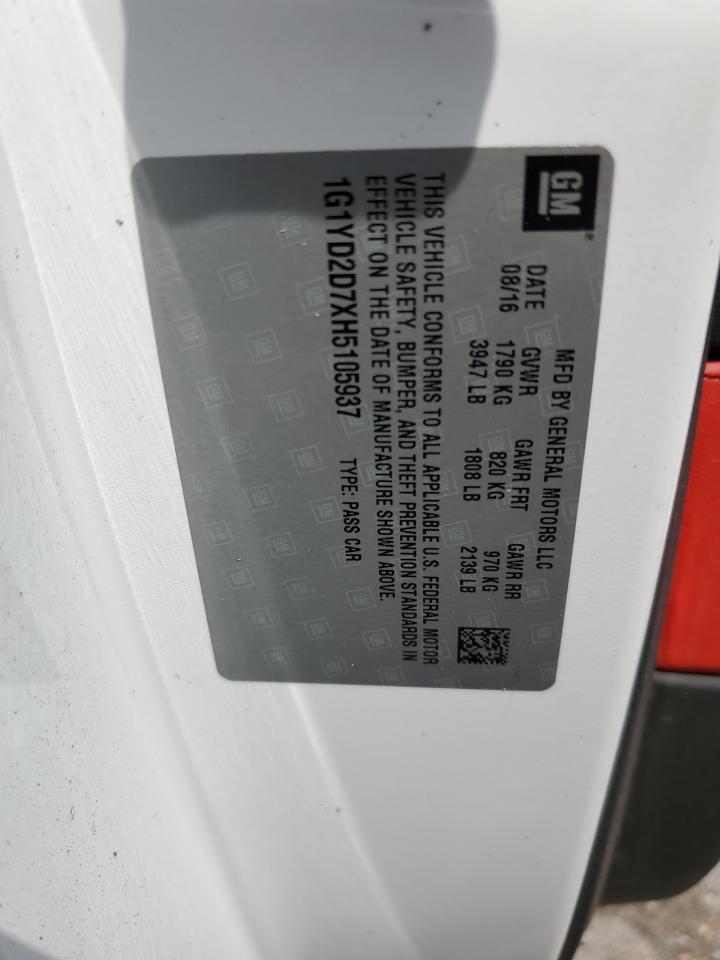 GM
MFD BY GENERAL MOTORS LLC
DATE GVWR GAWR FRT GAWR RR
08/16 1790 KG 820 KG 970 KG
3947 LB 1808 LB 2139 LB
THIS VEHICLE CONFORMS TO ALL APPLICABLE U.S. FEDERAL MOTOR
VEHICLE SAFETY, BUMPER, AND THEFT PREVENTION STANDARDS IN
EFFECT ON THE DATE OF MANUFACTURE SHOWN ABOVE.
1G1YD2D7XH5105937 TYPE: PASS CAR